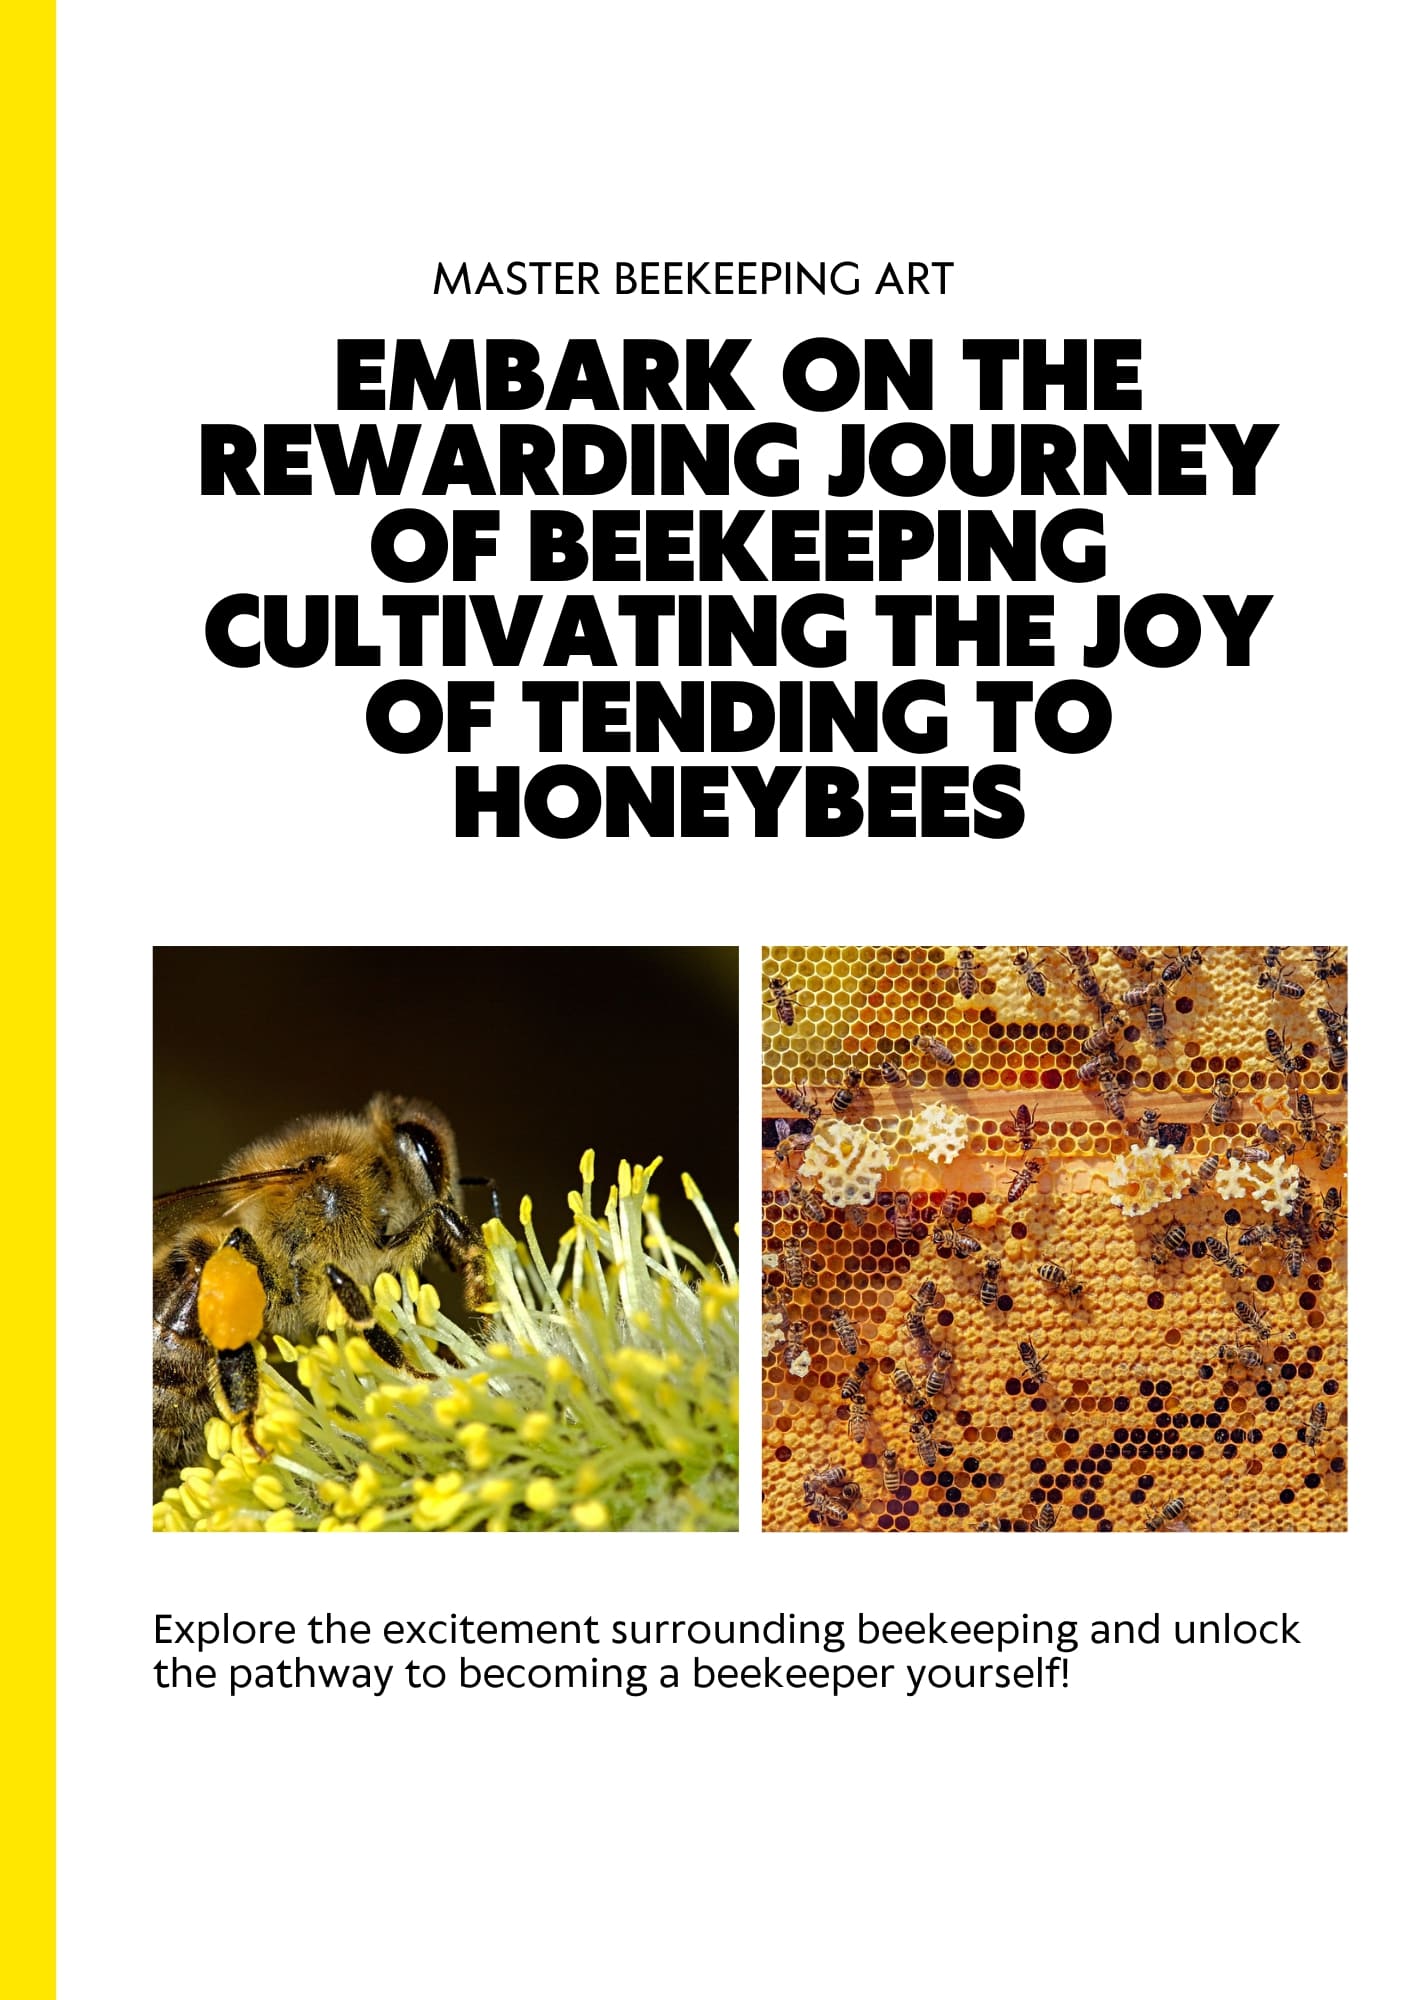 MASTER BEEKEEPING ART
EMBARK ON THE
REWARDING JOURNEY
OF BEEKEEPING
CULTIVATING THE JOY
OF TENDING TO
HONEYBEES
Explore the excitement surrounding beekeeping and unlock
the pathway to becoming a beekeeper yourself!